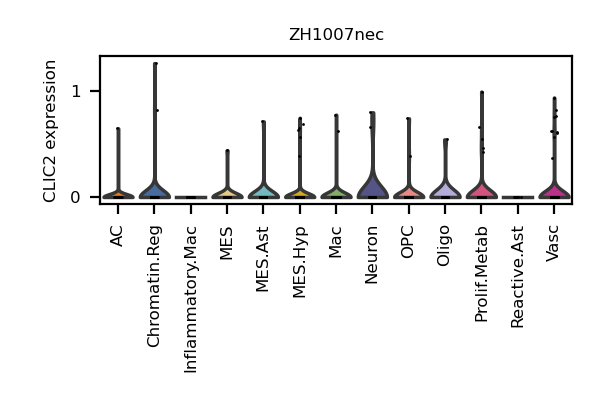 ZH1007nec
CLIC2 expression
1
0
AC
Chromatin.Reg
Inflammatory.Mac
MES
MES.Ast
MES.Hyp
Mac
Neuron
OPC
Oligo
Prolif.Metab
Reactive.Ast
Vasc